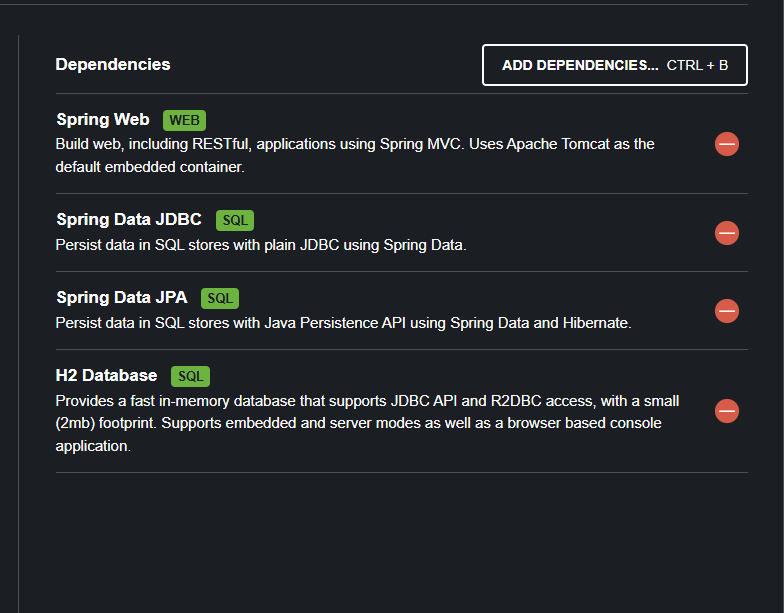 Dependencies
ADD DEPENDENCIES... CTRL + B
Spring Web WEB
Build web, including RESTful, applications using Spring MVC. Uses Apache Tomcat as the
default embedded container.
Spring Data JDBC SQL
Persist data in SQL stores with plain JDBC using Spring Data.
Spring Data JPA SQL
Persist data in SQL stores with Java Persistence API using Spring Data and Hibernate.
H2 Database SQL
Provides a fast in-memory database that supports JDBC API and R2DBC access, with a small
(2mb) footprint. Supports embedded and server modes as well as a browser based console
application.